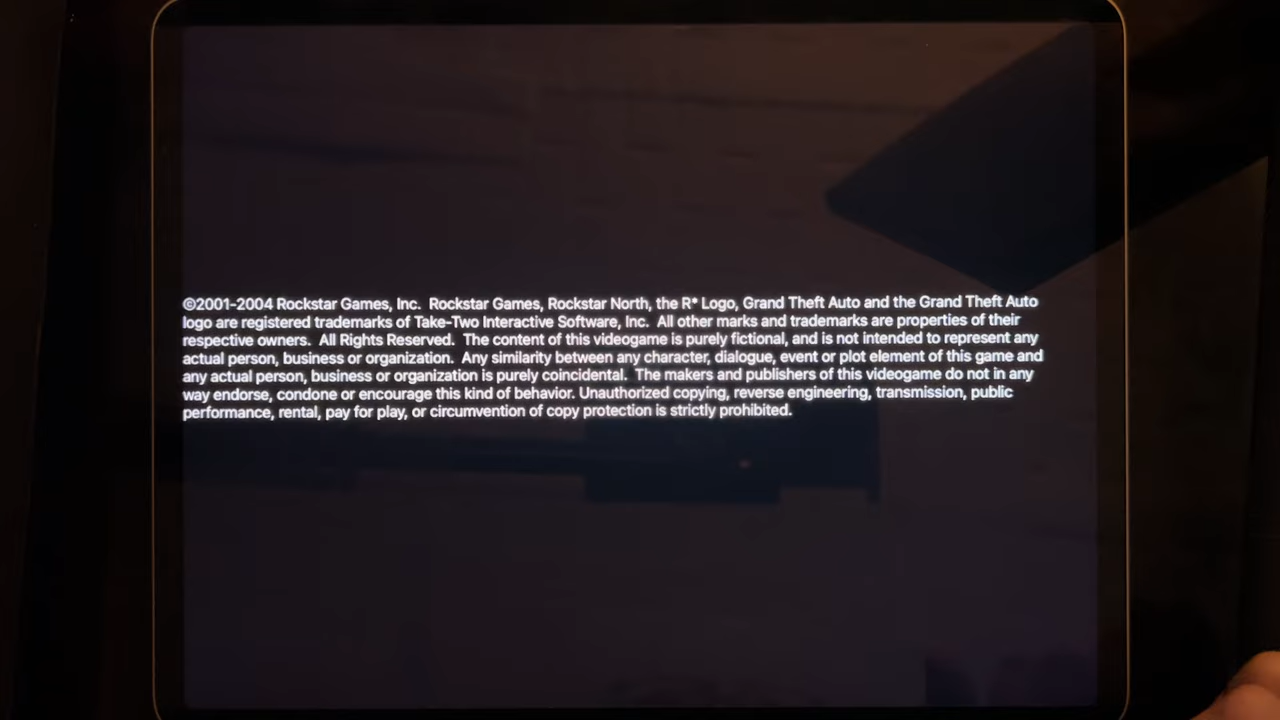 ©2001-2004 Rockstar Games, Inc.  Rockstar Games, Rockstar North, the R* Logo, Grand Theft Auto and the Grand Theft Auto
logo are registered trademarks of Take-Two Interactive Software, Inc.  All other marks and trademarks are properties of their
respective owners.  All Rights Reserved.  The content of this videogame is purely fictional, and is not intended to represent any
actual person, business or organization.  Any similarity between any character, dialogue, event or plot element of this game and
any actual person, business or organization is purely coincidental.  The makers and publishers of this videogame do not in any
way endorse, condone or encourage this kind of behavior. Unauthorized copying, reverse engineering, transmission, public
performance, rental, pay for play, or circumvention of copy protection is strictly prohibited.